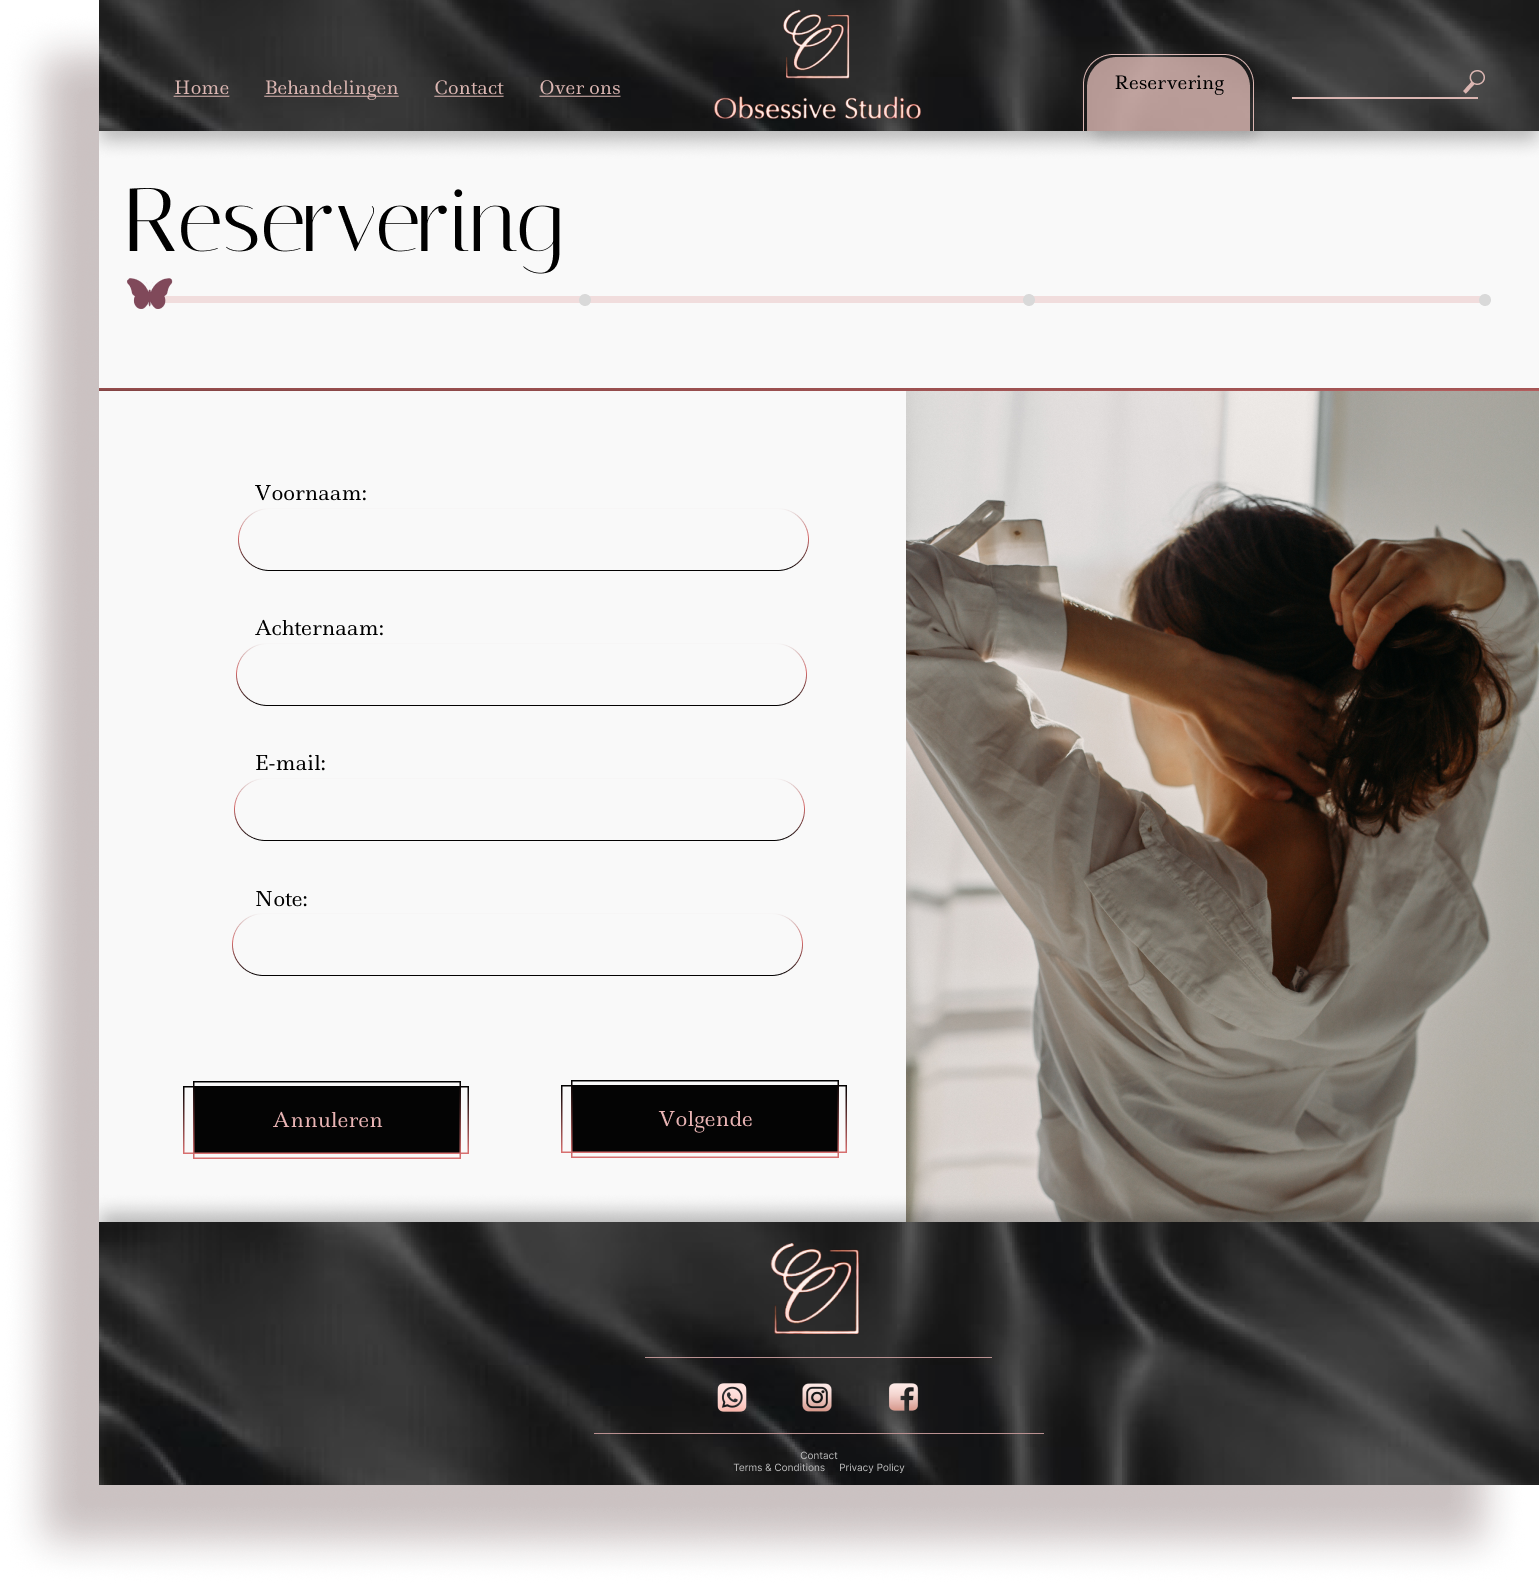 Home Behandelingen Contact Over ons
Obsessive Studio
Reservering
Reservering
Voornaam:
Achternaam:
E-mail:
Note:
Annuleren
Volgende
Contact
Terms & Conditions Privacy Policy